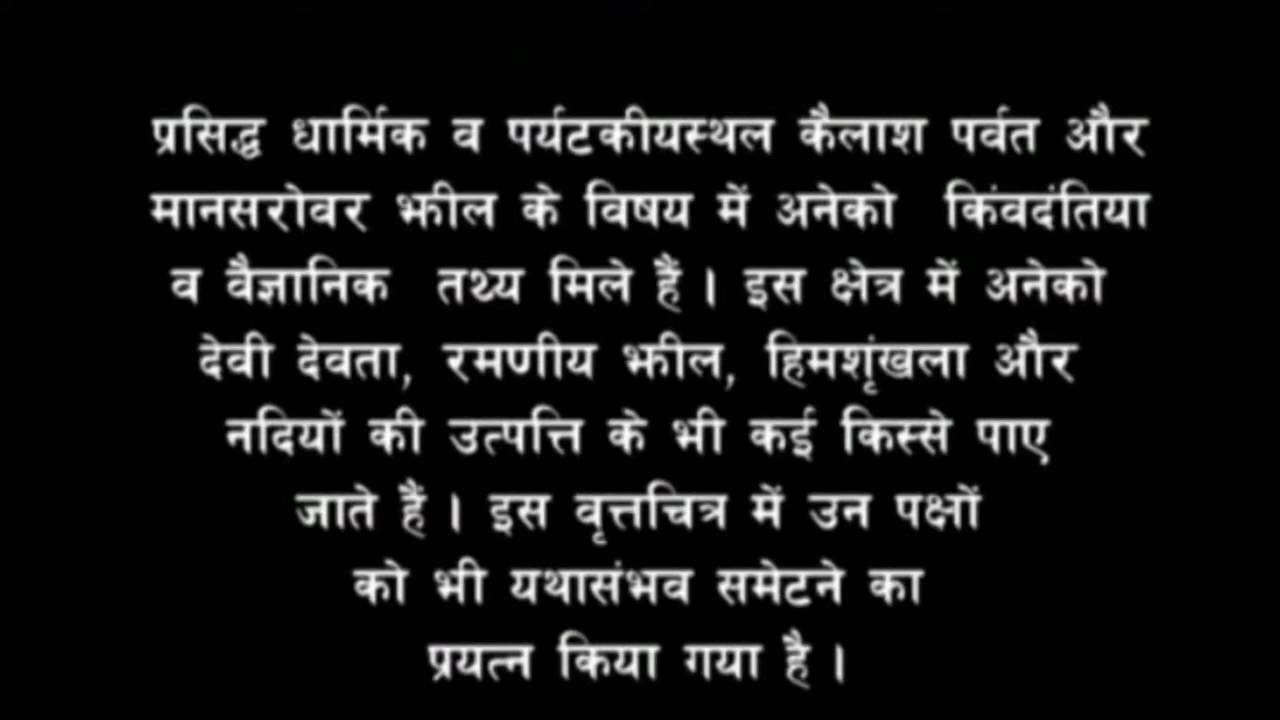 प्रसिद्ध धार्मिक व पर्यटकीयस्थल कैलाश पर्वत और
मानसरोवर झील के विषय में अनेको किंवदंतिया
व वैज्ञानिक तथ्य मिले हैं । इस क्षेत्र में अनेको
देवी देवता, रमणीय झील, हिमशृंखला और
नदियों की उत्पत्ति के भी कई किस्से पाए
जाते हैं । इस वृत्तचित्र में उन पक्षों
को भी यथासंभव समेटने का
प्रयत्न किया गया है ।